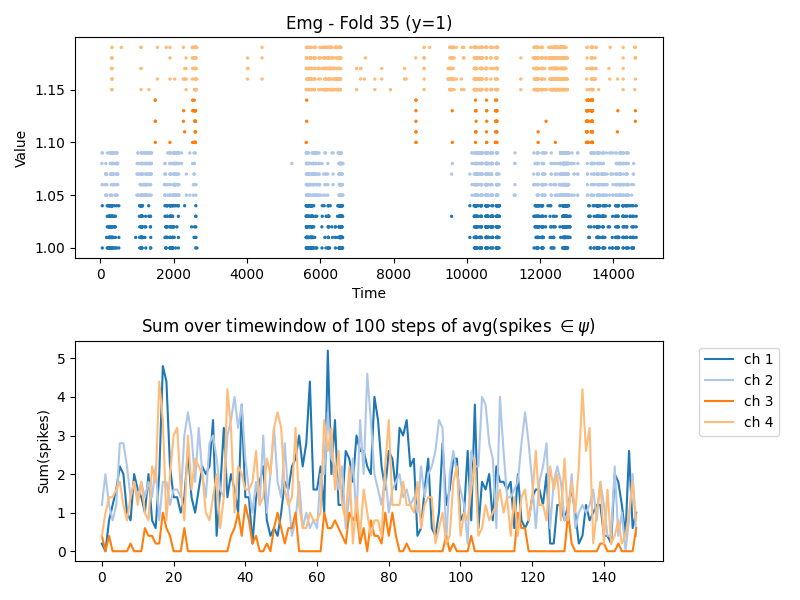 Emg - Fold 35 (y=1)
Value
1.15
1.10
1.05
1.00
0 2000 4000 6000 8000 10000 12000 14000
Time
Sum over timewindow of 100 steps of avg(spikes ∈ψ)
Sum(spikes)
5
4
3
2
1
0
0 20 40 60 80 100 120 140
ch 1
ch 2
ch 3
ch 4